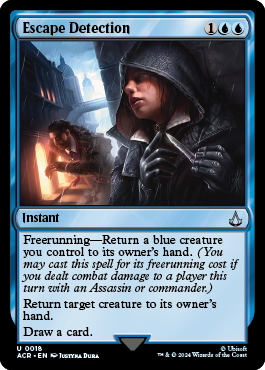 Escape Detection 1
Instant
Freerunning—Return a blue creature
you control to its owner's hand. (You
may cast this spell for its freerunning cost if
you dealt combat damage to a player this
turn with an Assassin or commander.)
Return target creature to its owner's
hand.
Draw a card.
U 0018
ACR • EN JUSTYNA DURA
© Ubisoft
™ & © 2024 Wizards of the Coast